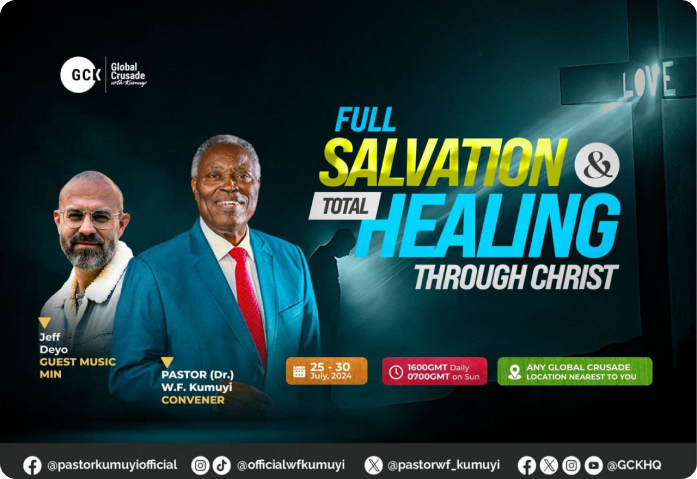 GCK
Global
Crusade
with Kumuyi
LOVE
FULL
SALVATION &
TOTAL
HEALING
THROUGH CHRIST
Jeff
Deyo
GUEST MUSIC
MIN
PASTOR (Dr.)
W.F. Kumuyi
CONVENER
25 - 30
July, 2024
1600GMT Daily
0700GMT on Sun
ANY GLOBAL CRUSADE
LOCATION NEAREST TO YOU
@pastorkumuyiofficial @officialwfkumuyi @pastorwf_kumuyi @GCKHQ